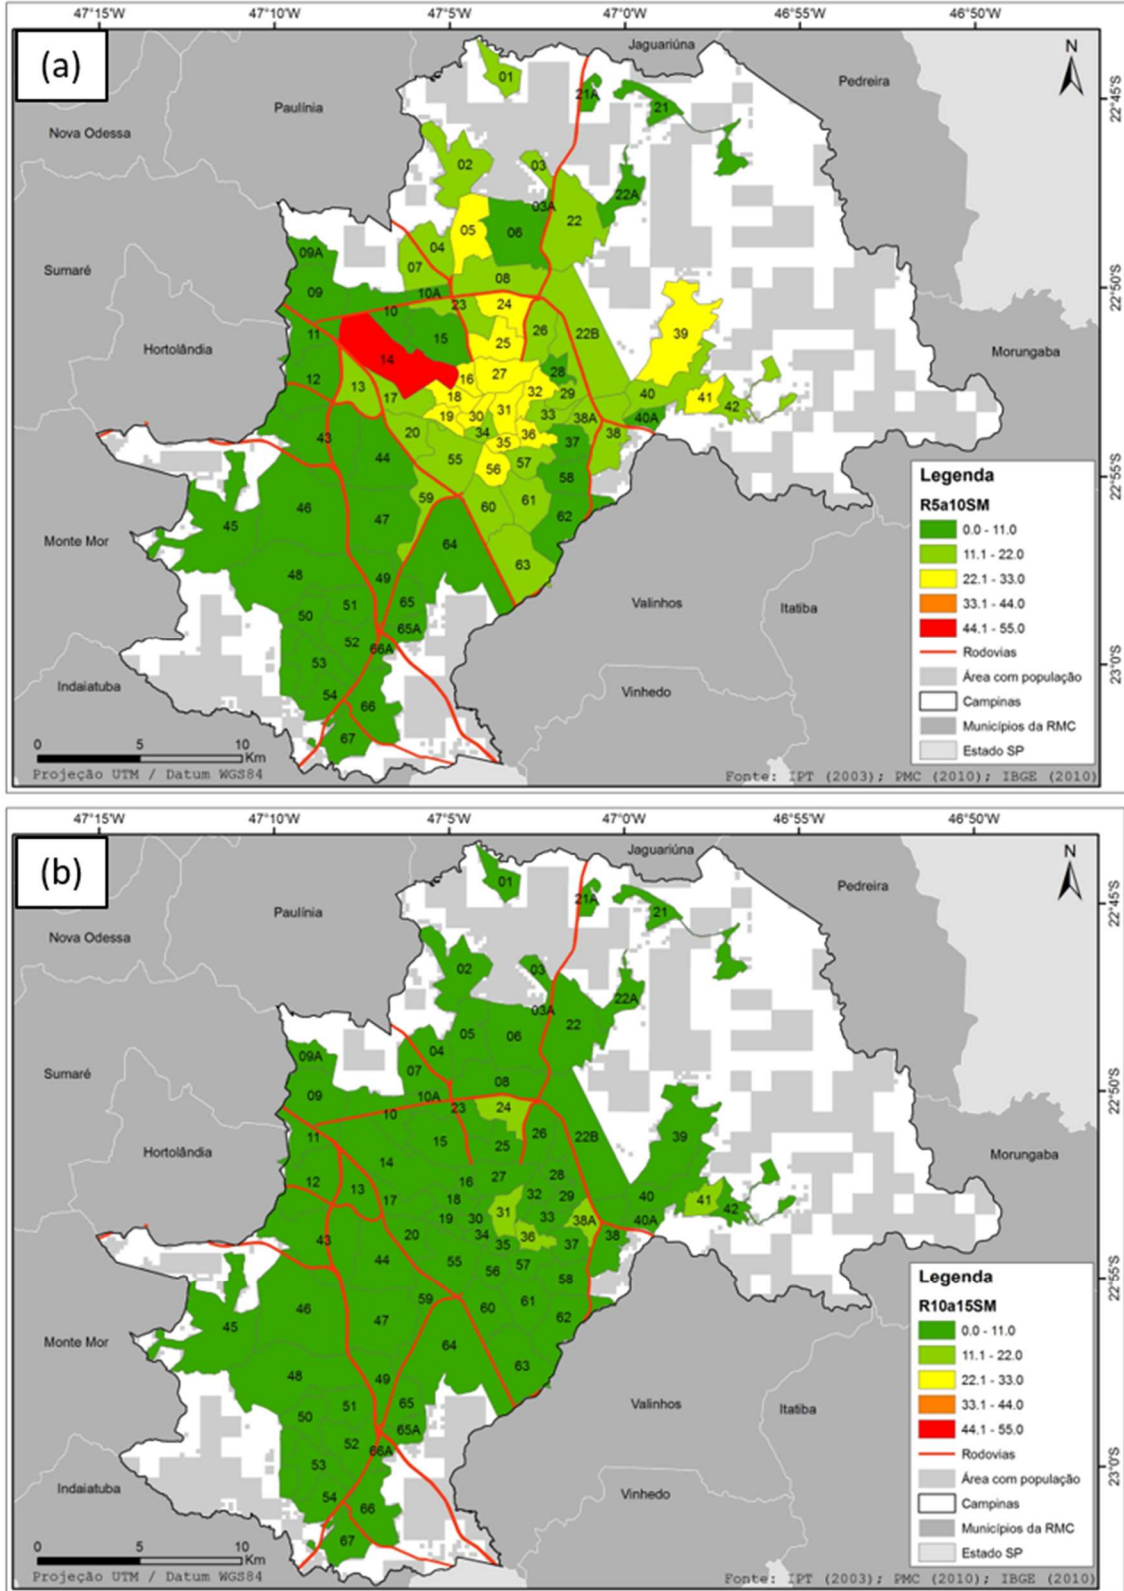 47°15'W 47°10'W 47°5'W 47°0'W 46°55'W 46°50'W
(a)
Jaguariúna
N
01
Pedreira
21A
21
22°45'S
Paulínia
Nova Odessa
02
03
22A
03A
22
05
06
04
09A
Sumaré
07
08
22°50'S
09
10A
23
24
10
39
11
15
26
22B
25
Hortolândia
14
Morungaba
28
27
12
16
13
32
29
40
17
18
41
42
31
19
30
33
38A
40A
20
34
36
38
43
35
37
44
55
57
56
58
22°55'S
59
46
60
61
45
47
62
Monte Mor
64
63
48
49
65
51
Valinhos
Itatiba
50
65A
52
66A
53
23°0'S
Indaiatuba
Vinhedo
54
66
67
Legenda
R5a10SM
0.0 - 11.0
11.1 - 22.0
22.1 - 33.0
33.1 - 44.0
44.1 - 55.0
Rodovias
Área com população
Campinas
Municípios da RMC
Estado SP
0 5 10
Km
Projeção UTM / Datum WGS84
Fonte: IPT (2003); PMC (2010); IBGE (2010)
47°15'W 47°10'W 47°5'W 47°0'W 46°55'W 46°50'W
(b)
Jaguariúna
N
01
Pedreira
21A
21
22°45'S
Paulínia
Nova Odessa
02
03
22A
03A
22
05
06
04
09A
Sumaré
07
08
22°50'S
09
10A
23
24
10
39
11
15
26
22B
25
Hortolândia
14
Morungaba
28
27
12
16
13
32
29
40
17
18
41
42
31
19
30
33
38A
40A
20
34
36
38
43
35
37
44
55
57
56
58
22°55'S
59
46
60
61
45
47
62
Monte Mor
64
63
48
49
65
51
Valinhos
Itatiba
50
65A
52
66A
53
23°0'S
Indaiatuba
Vinhedo
54
66
67
Legenda
R10a15SM
0.0 - 11.0
11.1 - 22.0
22.1 - 33.0
33.1 - 44.0
44.1 - 55.0
Rodovias
Área com população
Campinas
Municípios da RMC
Estado SP
0 5 10
Km
Projeção UTM / Datum WGS84
Fonte: IPT (2003); PMC (2010); IBGE (2010)